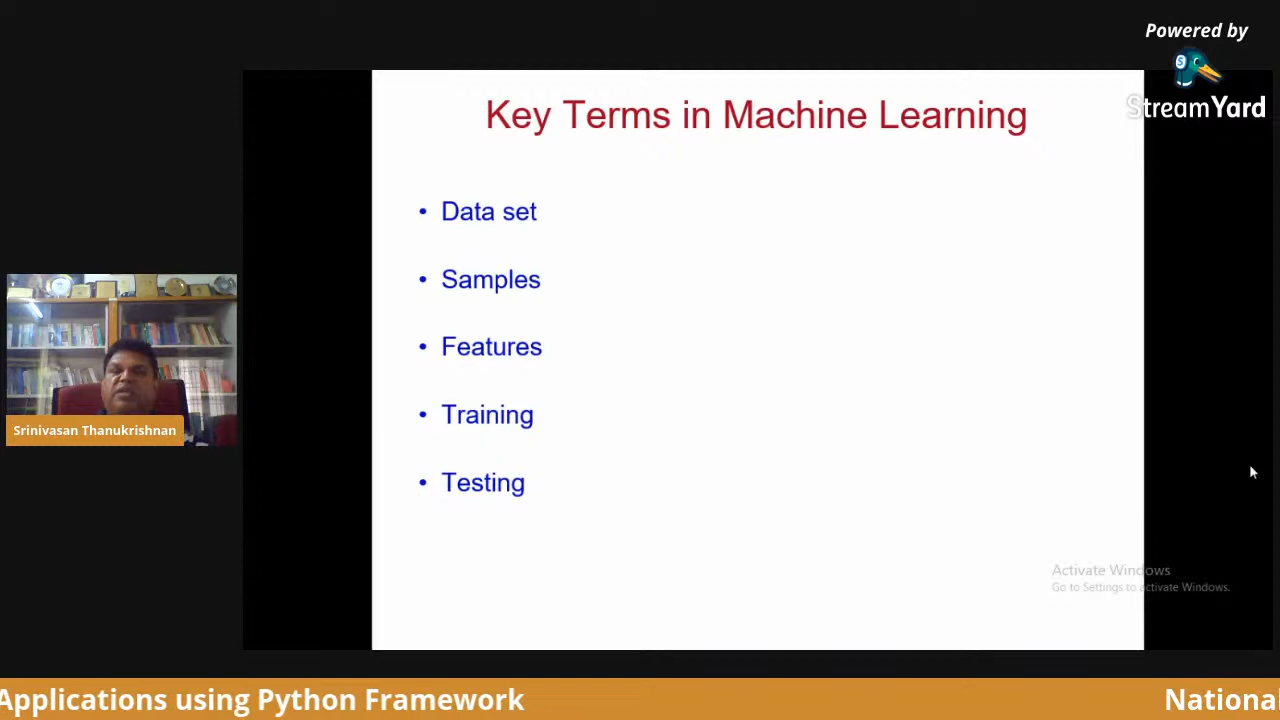 Powered by
StreamYard
Key Terms in Machine Learning
• Data set
• Samples
• Features
• Training
• Testing
Srinivasan Thanukrishnan
Activate Windows
Go to Settings to activate Windows.
Applications using Python Framework
National